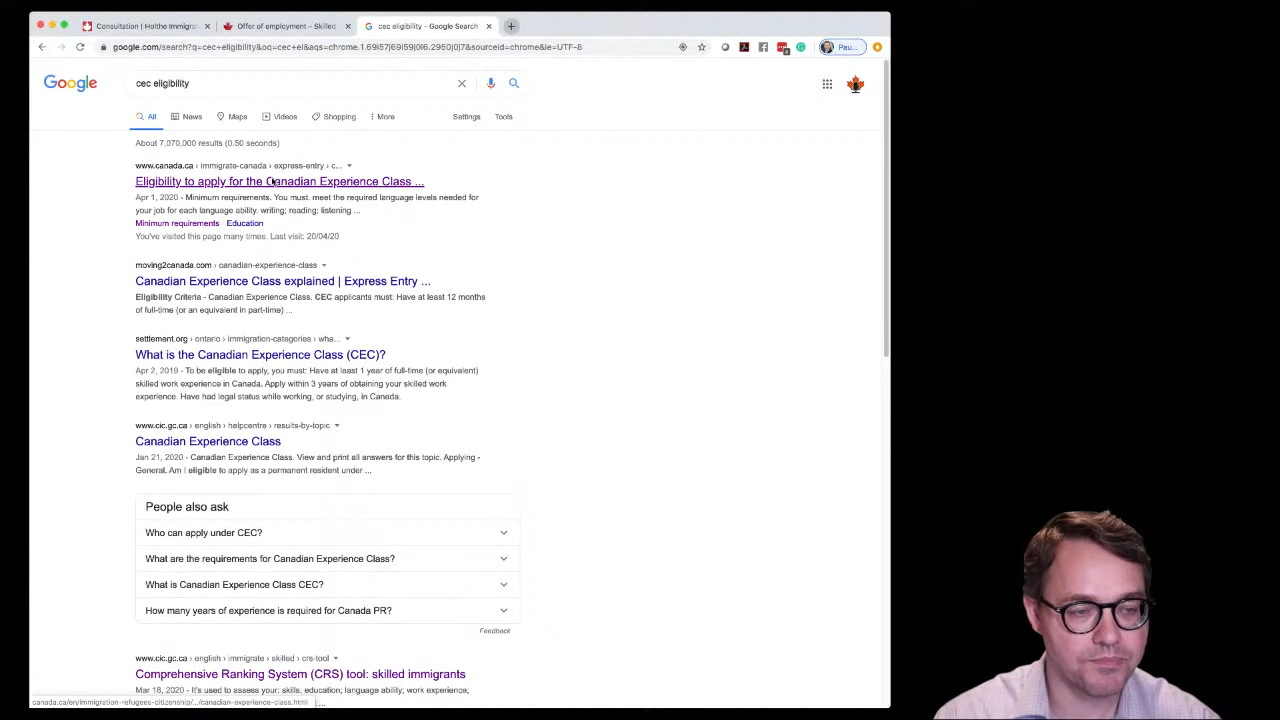 Consultation | Holthe Immigrat
Offer of employment – Skilled
cec eligibility - Google Search
google.com/search?q=cec+eligibility&oq=cec+el&aqs=chrome.1.69i57j69i59j0l6.2950j0j7&sourceid=chrome&ie=UTF-8
Pau...
Google
cec eligibility
All
News
Maps
Videos
Shopping
More
Settings
Tools
About 7,070,000 results (0.50 seconds)
www.canada.ca › immigrate-canada › express-entry › c...
Eligibility to apply for the Canadian Experience Class ...
Apr 1, 2020 - Minimum requirements. You must. meet the required language levels needed for
your job for each language ability. writing; reading; listening ...
Minimum requirements Education
You've visited this page many times. Last visit: 20/04/20
moving2canada.com › canadian-experience-class
Canadian Experience Class explained | Express Entry ...
Eligibility Criteria - Canadian Experience Class. CEC applicants must: Have at least 12 months
of full-time (or an equivalent in part-time) ...
settlement.org › ontario › immigration-categories › wha...
What is the Canadian Experience Class (CEC)?
Apr 2, 2019 - To be eligible to apply, you must: Have at least 1 year of full-time (or equivalent)
skilled work experience in Canada. Apply within 3 years of obtaining your skilled work
experience. Have had legal status while working, or studying, in Canada.
www.cic.gc.ca › english › helpcentre › results-by-topic
Canadian Experience Class
Jan 21, 2020 - Canadian Experience Class. View and print all answers for this topic. Applying -
General. Am I eligible to apply as a permanent resident under ...
People also ask
Who can apply under CEC?
What are the requirements for Canadian Experience Class?
What is Canadian Experience Class CEC?
How many years of experience is required for Canada PR?
Feedback
www.cic.gc.ca › english › immigrate › skilled › crs-tool
Comprehensive Ranking System (CRS) tool: skilled immigrants
Mar 16, 2020 - It's used to assess your: skills; education; language ability; work experience;
canada.ca/en/immigration-refugees-citizenship/.../canadian-experience-class.html